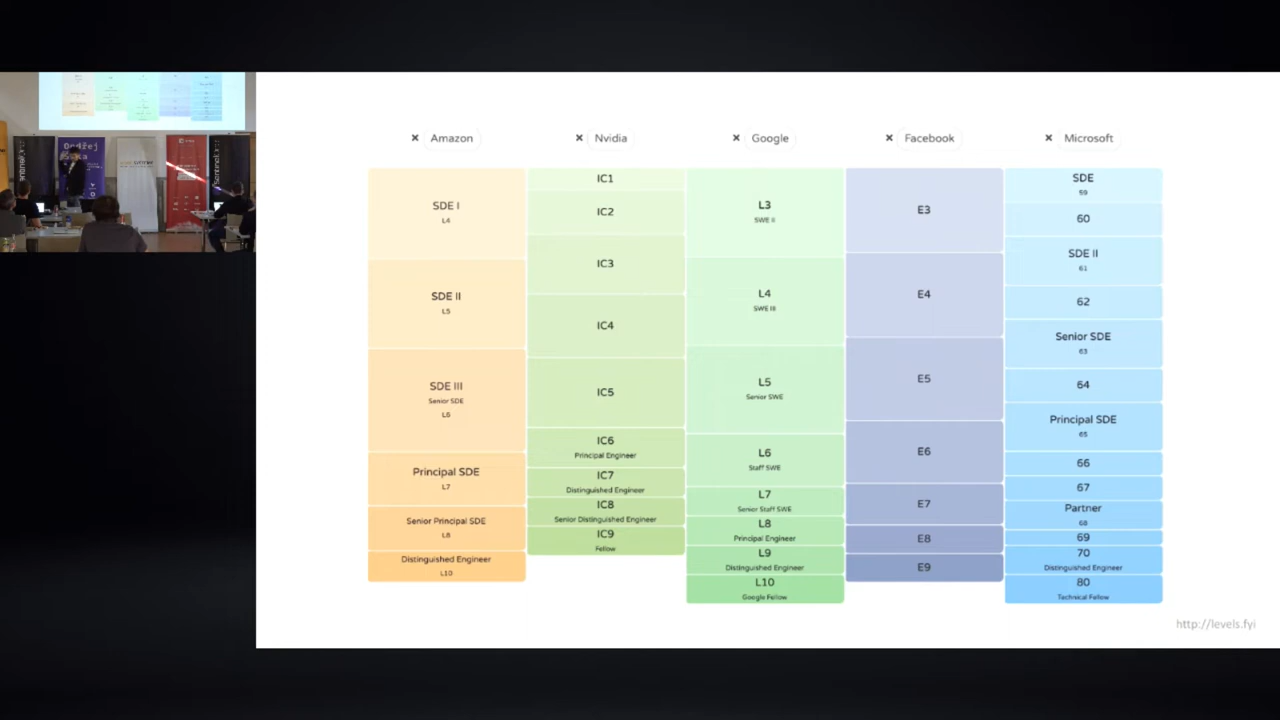 × Amazon
× Nvidia
× Google
× Facebook
× Microsoft
SDE I
L4
SDE II
L5
SDE III
Senior SDE
L6
Principal SDE
L7
Senior Principal SDE
L8
Distinguished Engineer
L10
IC1
IC2
IC3
IC4
IC5
IC6
Principal Engineer
IC7
Distinguished Engineer
IC8
Senior Distinguished Engineer
IC9
Fellow
L3
SWE II
L4
SWE III
L5
Senior SWE
L6
Staff SWE
L7
Senior Staff SWE
L8
Principal Engineer
L9
Distinguished Engineer
L10
Google Fellow
E3
E4
E5
E6
E7
E8
E9
SDE
59
60
SDE II
61
62
Senior SDE
63
64
Principal SDE
65
66
67
Partner
68
69
70
Distinguished Engineer
80
Technical Fellow
http://levels.fyi
Ondřej